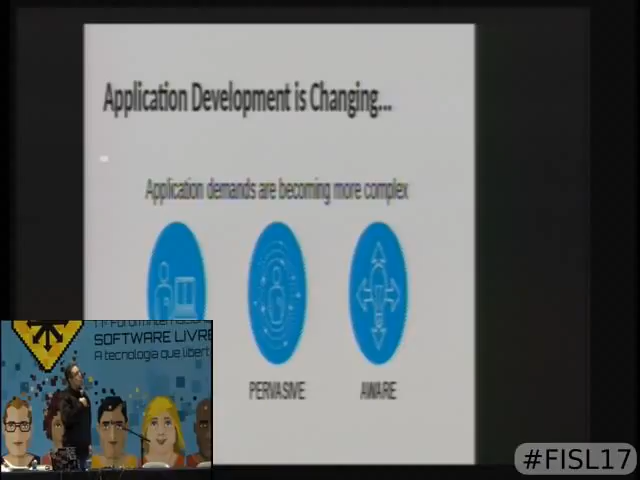 Application Development is Changing...
Application demands are becoming more complex
PERVASIVE
AWARE
SOFTWARE LIVRE
A tecnologia que libert
#FISL17